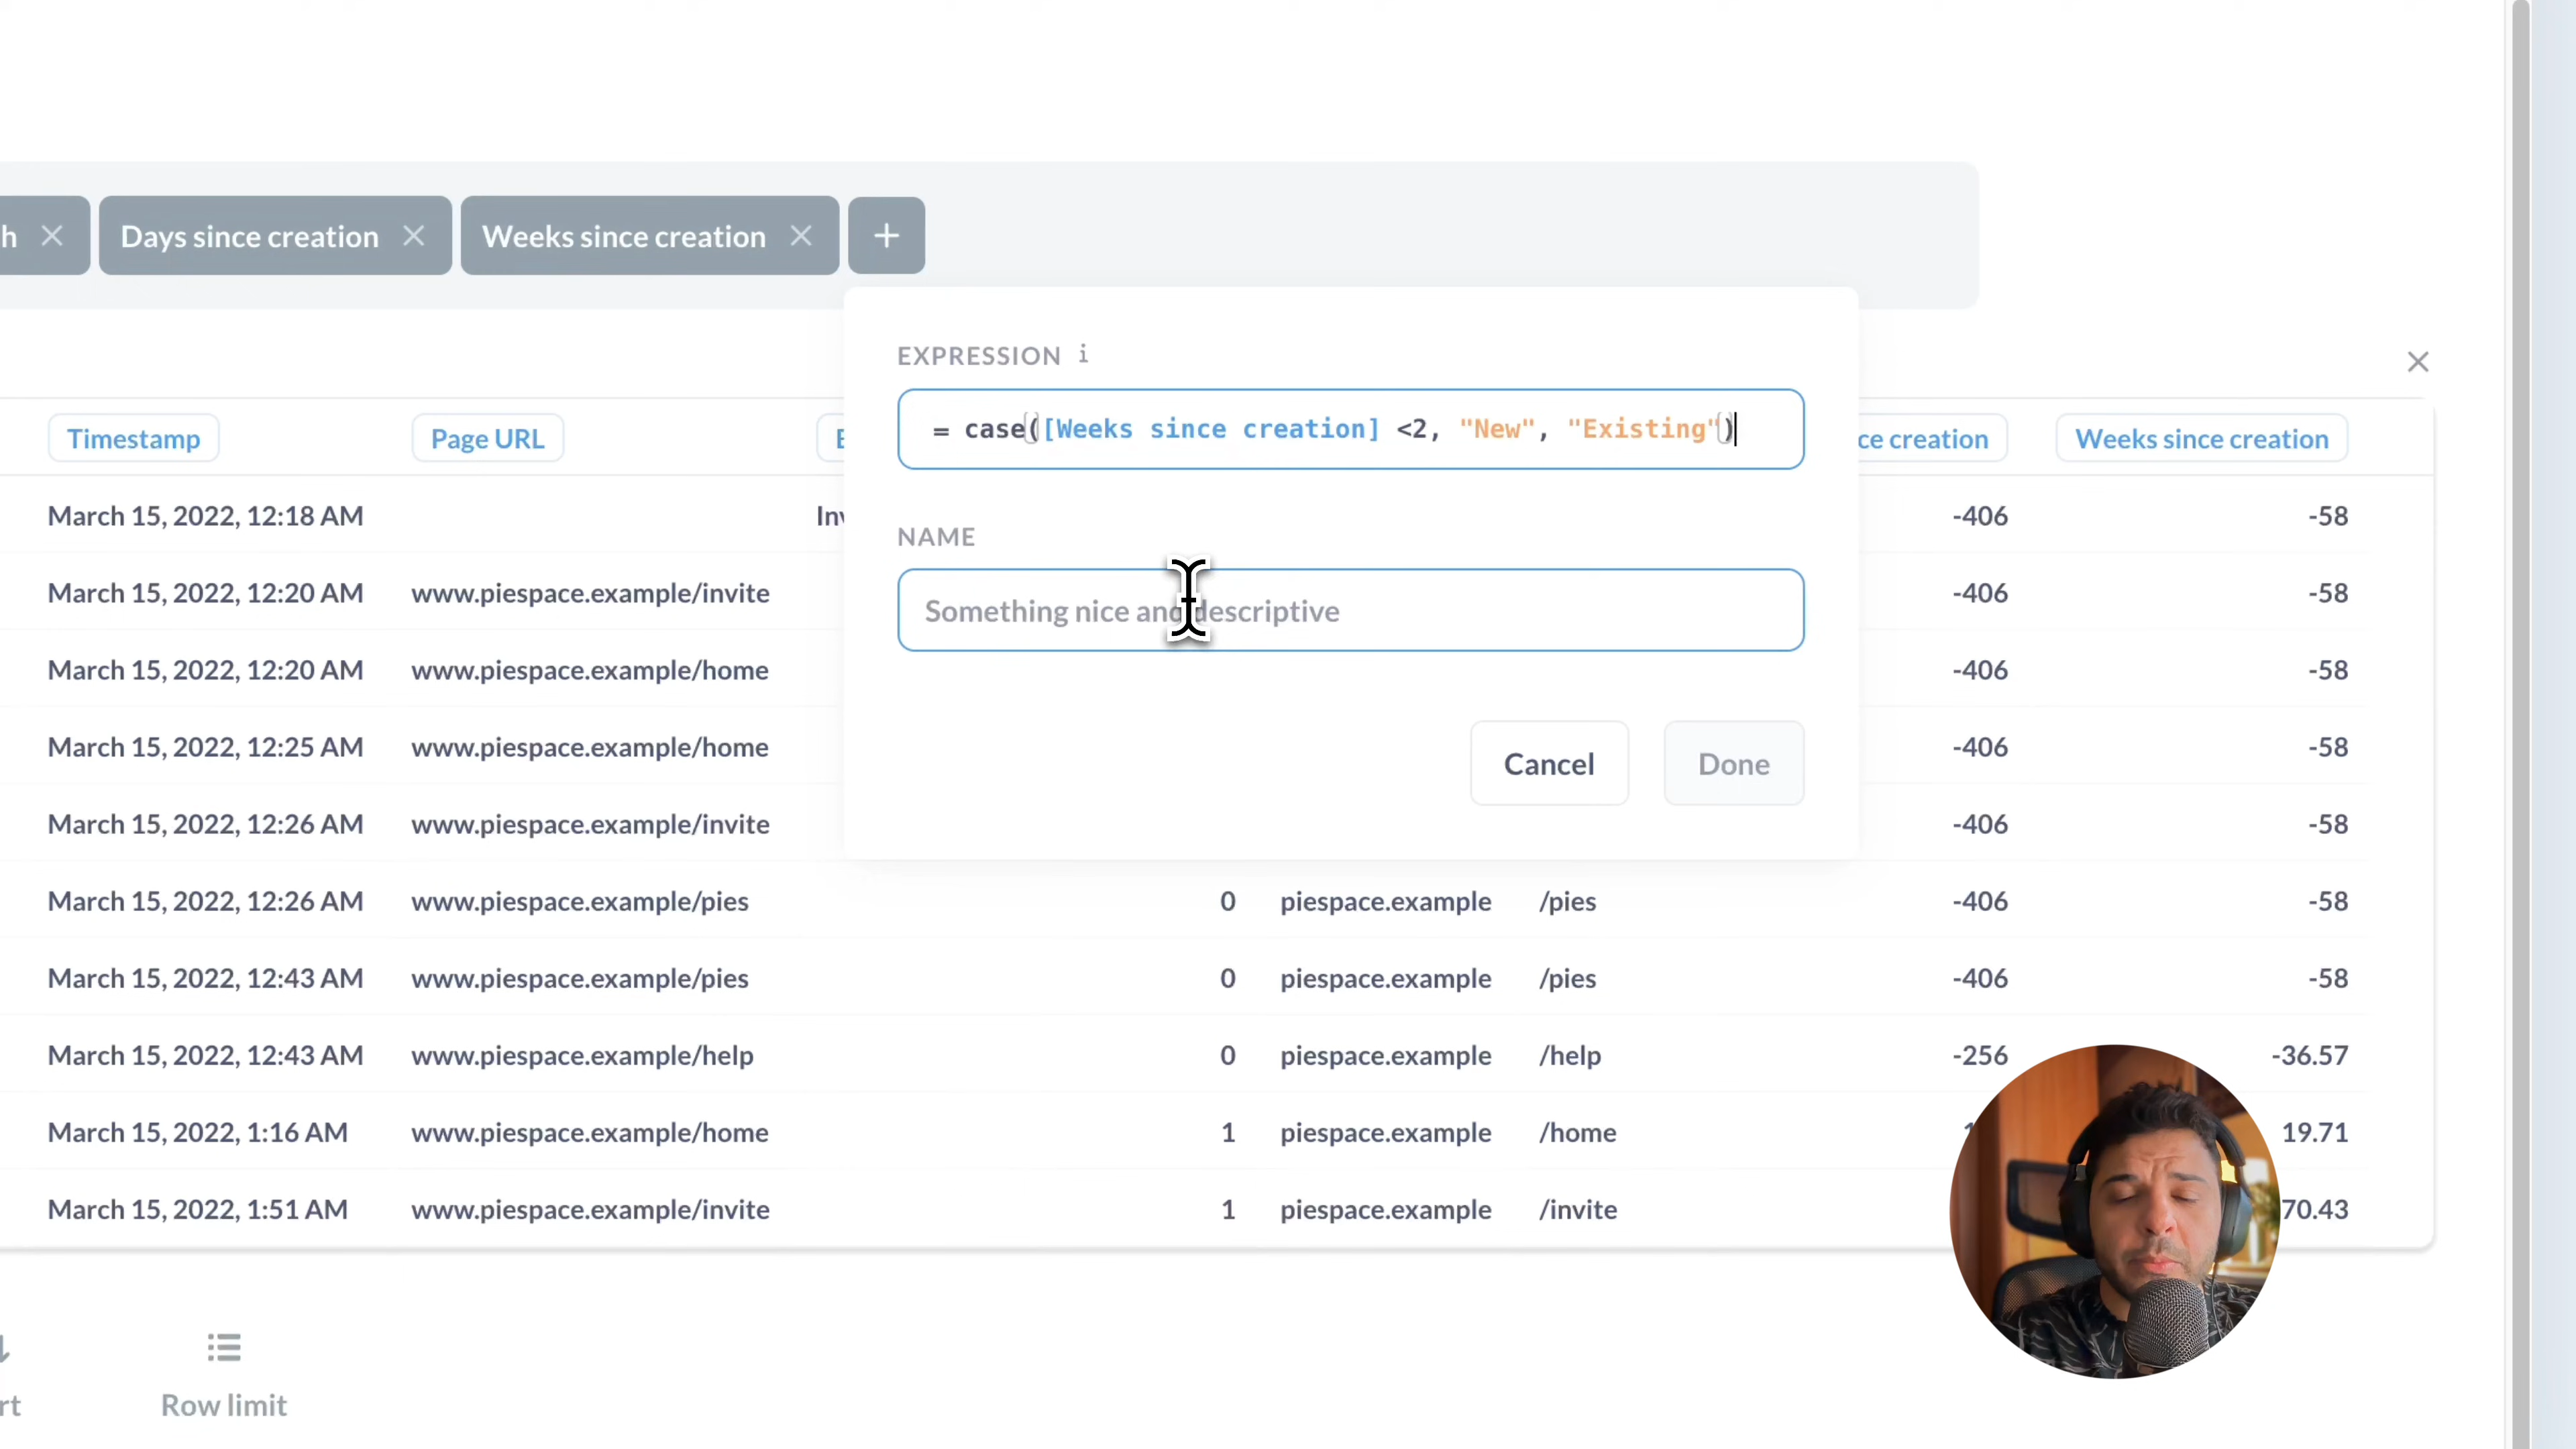 h ×
Days since creation ×
Weeks since creation ×
+
EXPRESSION i
= case([Weeks since creation] <2, "New", "Existing")
NAME
Something nice and descriptive
Cancel
Done
Timestamp Page URL E ce creation Weeks since creation
March 15, 2022, 12:18 AM Inv -406 -58
March 15, 2022, 12:20 AM www.piespace.example/invite -406 -58
March 15, 2022, 12:20 AM www.piespace.example/home -406 -58
March 15, 2022, 12:25 AM www.piespace.example/home -406 -58
March 15, 2022, 12:26 AM www.piespace.example/invite -406 -58
March 15, 2022, 12:26 AM www.piespace.example/pies 0 piespace.example /pies -406 -58
March 15, 2022, 12:43 AM www.piespace.example/pies 0 piespace.example /pies -406 -58
March 15, 2022, 12:43 AM www.piespace.example/help 0 piespace.example /help -256 -36.57
March 15, 2022, 1:16 AM www.piespace.example/home 1 piespace.example /home 19.71
March 15, 2022, 1:51 AM www.piespace.example/invite 1 piespace.example /invite 70.43
rt
Row limit